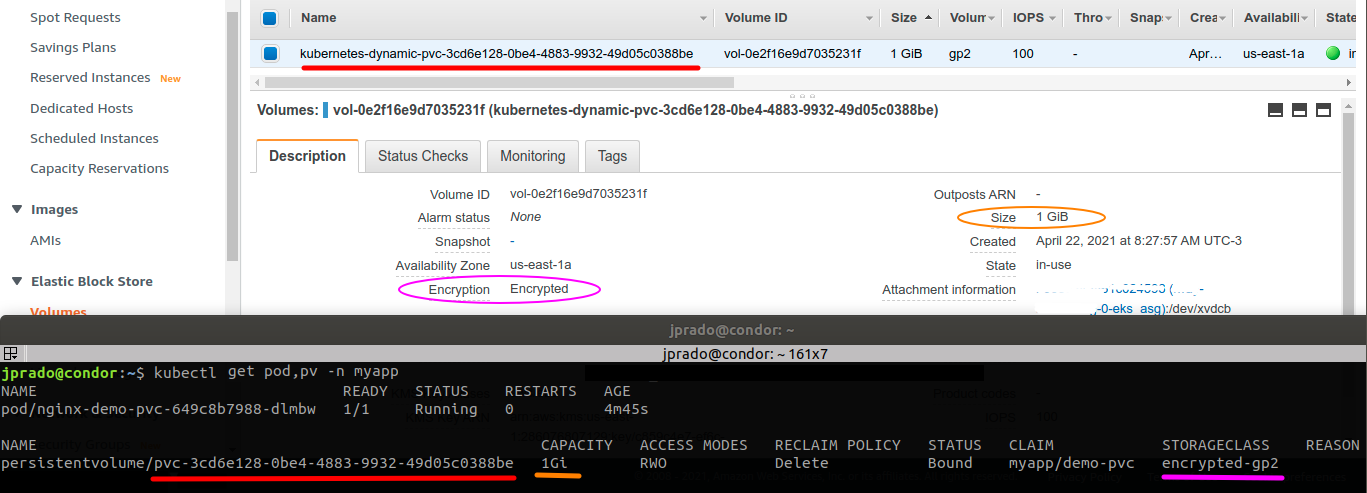 Spot Requests
Savings Plans
Reserved Instances New
Dedicated Hosts
Scheduled Instances
Capacity Reservations
Images
AMIs
Elastic Block Store
Volumes
Name Volume ID Size Volum IOPS Thro Snap Crea Availabili State
kubernetes-dynamic-pvc-3cd6e128-0be4-4883-9932-49d05c0388be vol-0e2f16e9d7035231f 1 GiB gp2 100 - Apr... us-east-1a in
Volumes: vol-0e2f16e9d7035231f (kubernetes-dynamic-pvc-3cd6e128-0be4-4883-9932-49d05c0388be)
Description Status Checks Monitoring Tags
Volume ID vol-0e2f16e9d7035231f Outposts ARN -
Alarm status None Size 1 GiB
Snapshot - Created April 22, 2021 at 8:27:57 AM UTC-3
Availability Zone us-east-1a State in-use
Encryption Encrypted Attachment information
-0-eks_asg):/dev/xvdcb
jprado@condor: ~
jprado@condor: ~ 161x7
jprado@condor:~$ kubectl get pod,pv -n myapp
NAME READY STATUS RESTARTS AGE
pod/nginx-demo-pvc-649c8b7988-dlmbw 1/1 Running 0 4m45s
NAME CAPACITY ACCESS MODES RECLAIM POLICY STATUS CLAIM STORAGECLASS REASON
persistentvolume/pvc-3cd6e128-0be4-4883-9932-49d05c0388be 1Gi RWO Delete Bound myapp/demo-pvc encrypted-gp2